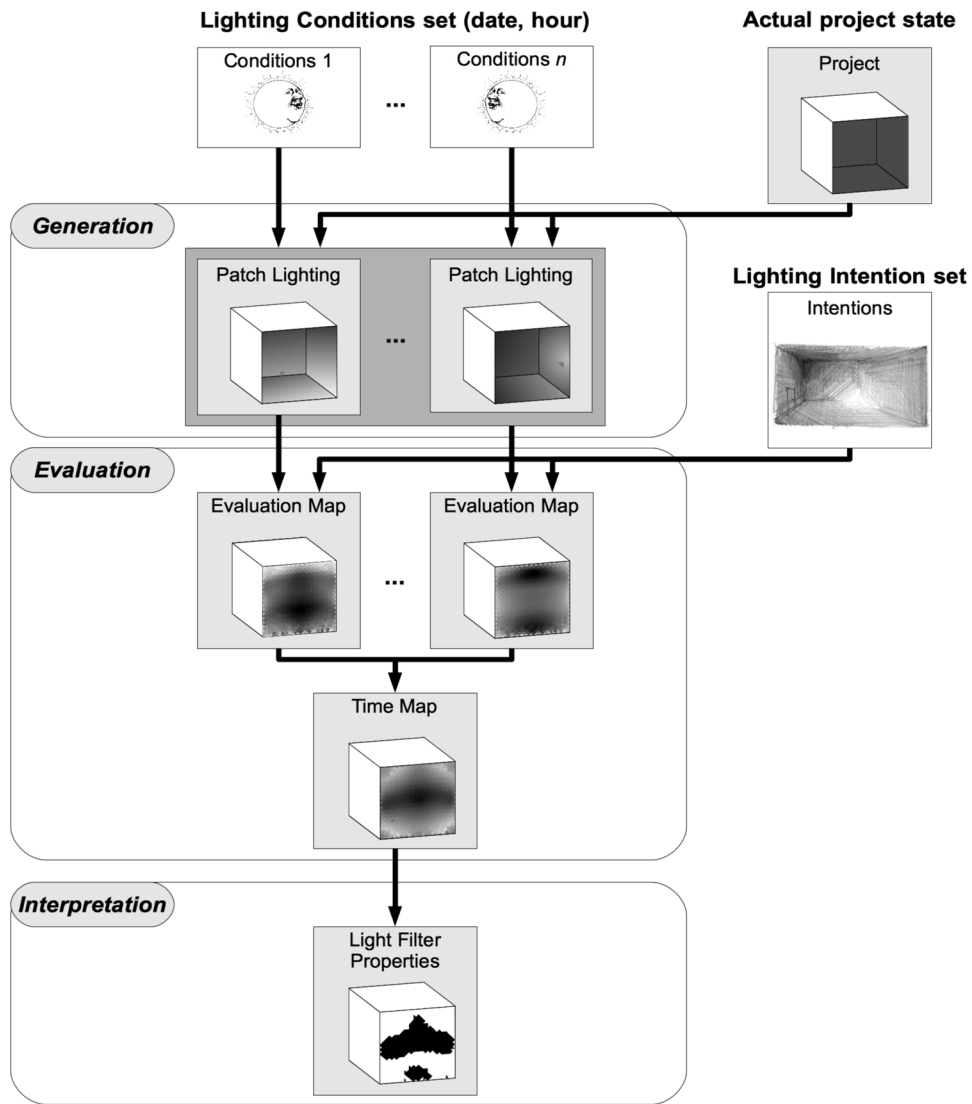 Lighting Conditions set (date, hour)
Actual project state
Conditions 1
...
Conditions n
Project
Generation
Patch Lighting
...
Patch Lighting
Lighting Intention set
Intentions
Evaluation
Evaluation Map
...
Evaluation Map
Time Map
Interpretation
Light Filter
Properties